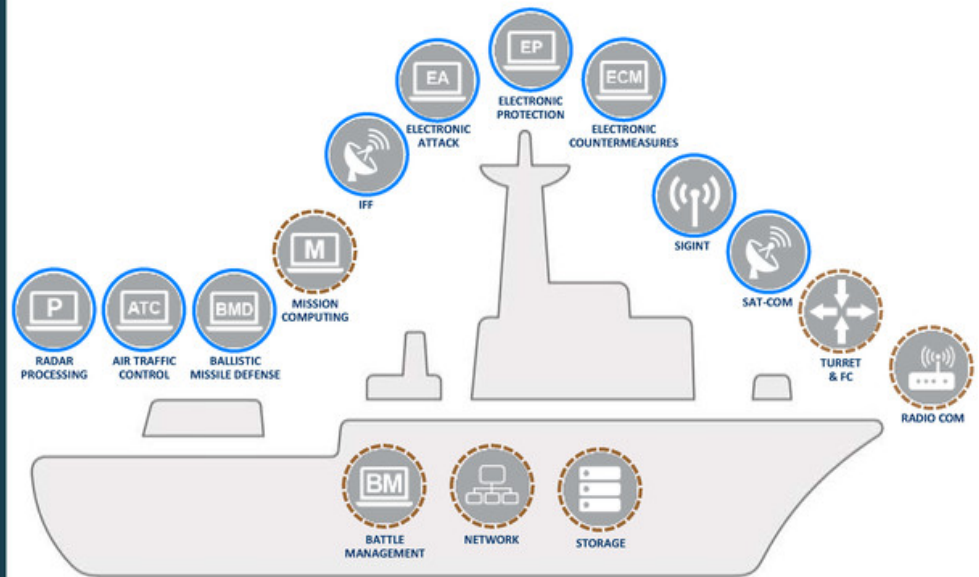 EP
ELECTRONIC
PROTECTION
EA
ELECTRONIC
ATTACK
ECM
ELECTRONIC
COUNTERMEASURES
IFF
SIGINT
M
MISSION
COMPUTING
SAT-COM
P
RADAR
PROCESSING
ATC
AIR TRAFFIC
CONTROL
BMD
BALLISTIC
MISSILE DEFENSE
TURRET
& FC
RADIO COM
BM
BATTLE
MANAGEMENT
NETWORK
STORAGE